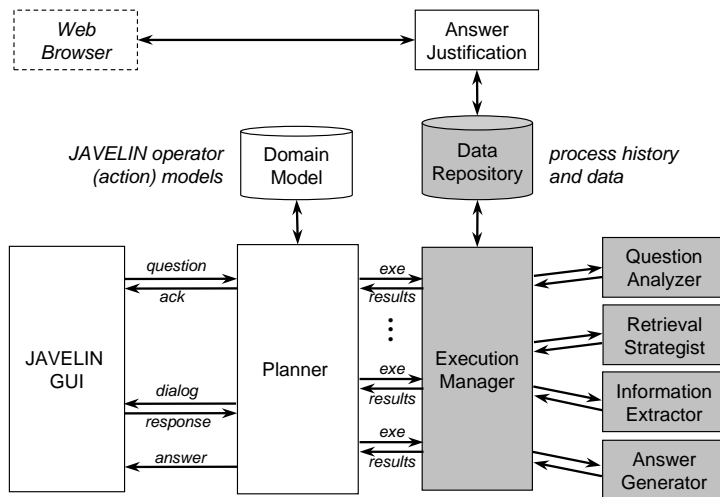 Web
Browser
Answer
Justification
JAVELIN operator
(action) models
Domain
Model
Data
Repository
process history
and data
JAVELIN
GUI
question
ack
dialog
response
answer
Planner
exe
results
...
exe
results
exe
results
Execution
Manager
Question
Analyzer
Retrieval
Strategist
Information
Extractor
Answer
Generator